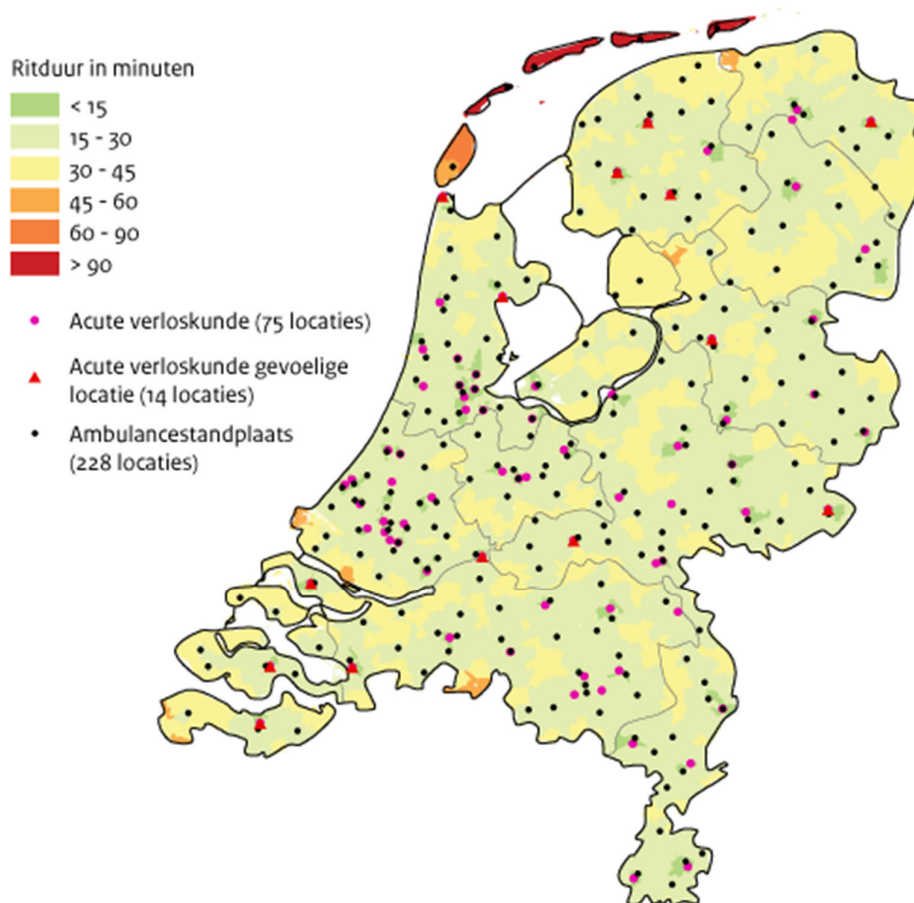 Ritduur in minuten
< 15
15 - 30
30 - 45
45 - 60
60 - 90
> 90
Acute verloskunde (75 locaties)
Acute verloskunde gevoelige
locatie (14 locaties)
Ambulancestandplaats
(228 locaties)